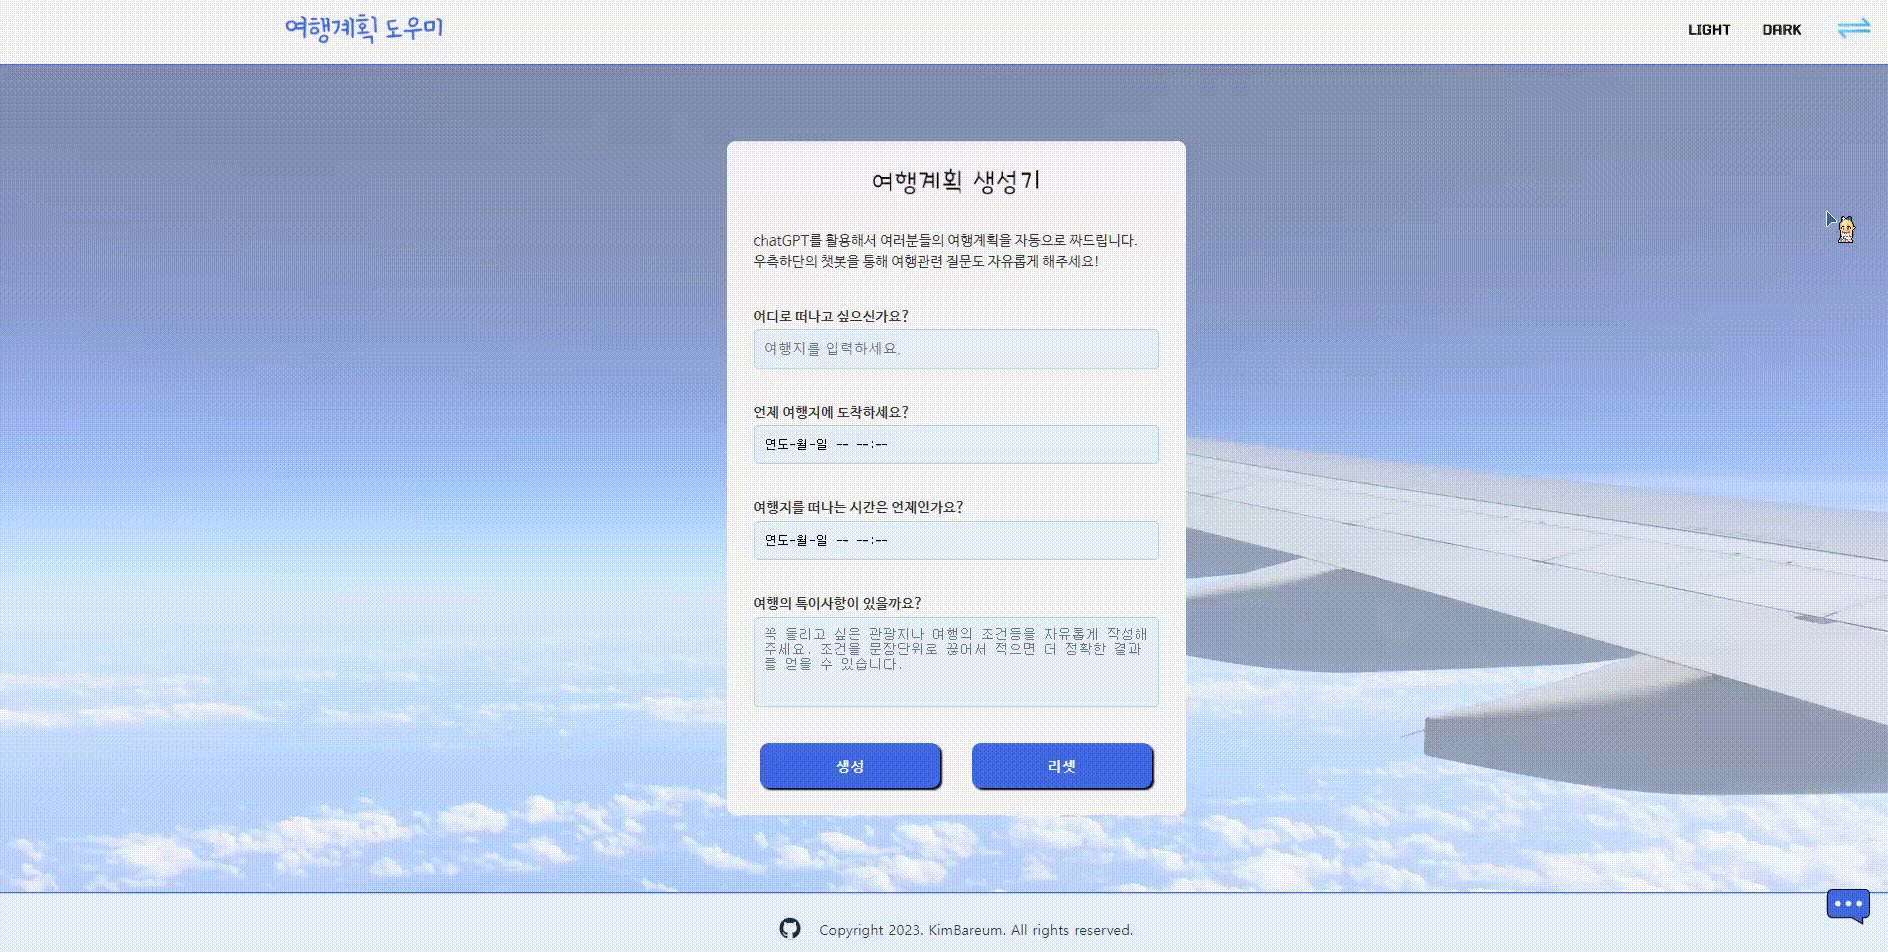 여행계획 도우미
LIGHT DARK
여행계획 생성기
chatGPT를 활용해서 여러분들의 여행계획을 자동으로 짜드립니다.
우측하단의 챗봇을 통해 여행관련 질문도 자유롭게 해주세요!
어디로 떠나고 싶으신가요?
여행지를 입력하세요.
언제 여행지에 도착하세요?
연도-월-일 -- --:--
여행지를 떠나는 시간은 언제인가요?
연도-월-일 -- --:--
여행의 특이사항이 있을까요?
꼭 들리고 싶은 관광지나 여행의 조건등을 자유롭게 작성해
주세요. 조건을 문장단위로 끊어서 적으면 더 정확한 결과
를 얻을 수 있습니다.
생성 리셋
Copyright 2023. KimBareum. All rights reserved.